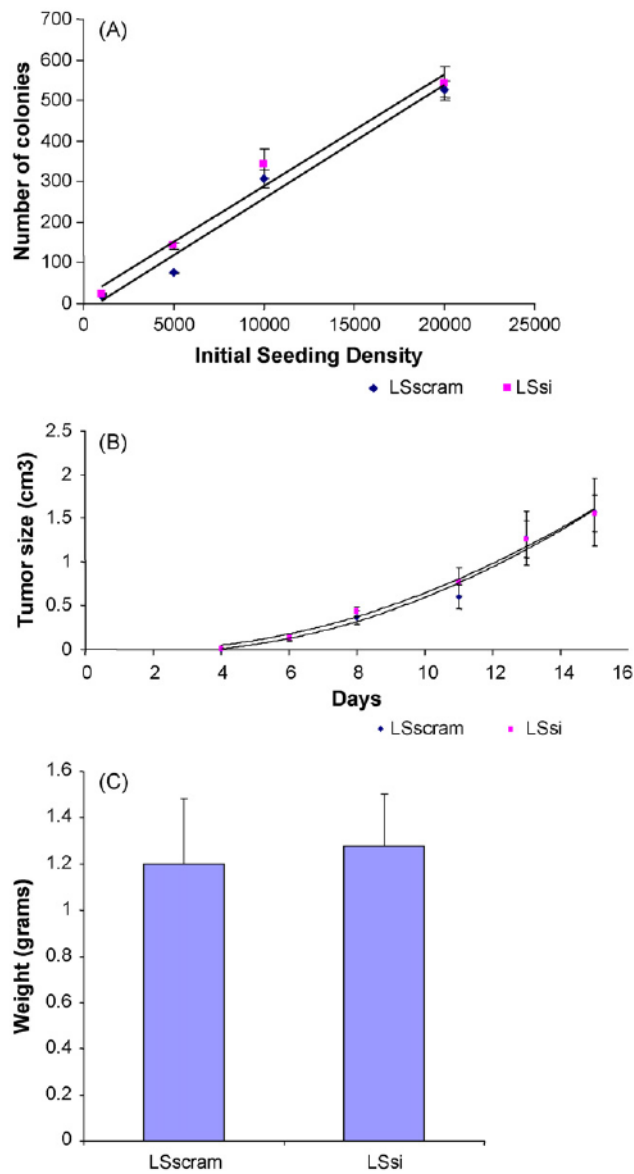 (A)
Number of colonies
700
600
500
400
300
200
100
0
0 5000 10000 15000 20000 25000
Initial Seeding Density
LSscram LSsi
(B)
Tumor size (cm3)
2.5
2
1.5
1
0.5
0
0 2 4 6 8 10 12 14 16
Days
LSscram LSsi
(C)
Weight (grams)
1.6
1.4
1.2
1
0.8
0.6
0.4
0.2
0
LSscram LSsi